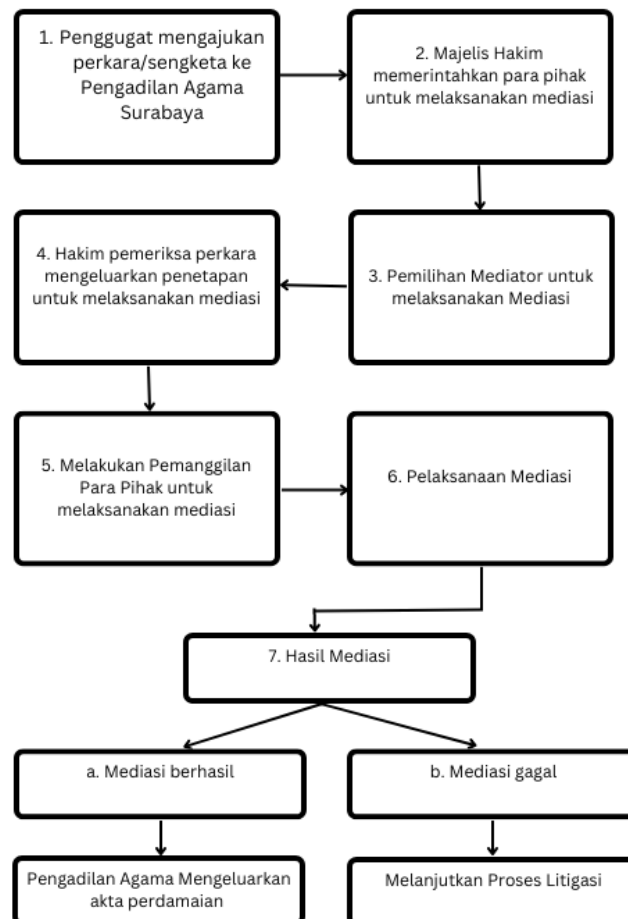 1. Penggugat mengajukan
perkara/sengketa ke
Pengadilan Agama
Surabaya
2. Majelis Hakim
memerintahkan para pihak
untuk melaksanakan mediasi
3. Pemilihan Mediator untuk
melaksanakan Mediasi
4. Hakim pemeriksa perkara
mengeluarkan penetapan
untuk melaksanakan mediasi
5. Melakukan Pemanggilan
Para Pihak untuk
melaksanakan mediasi
6. Pelaksanaan Mediasi
7. Hasil Mediasi
a. Mediasi berhasil
b. Mediasi gagal
Pengadilan Agama Mengeluarkan
akta perdamaian
Melanjutkan Proses Litigasi